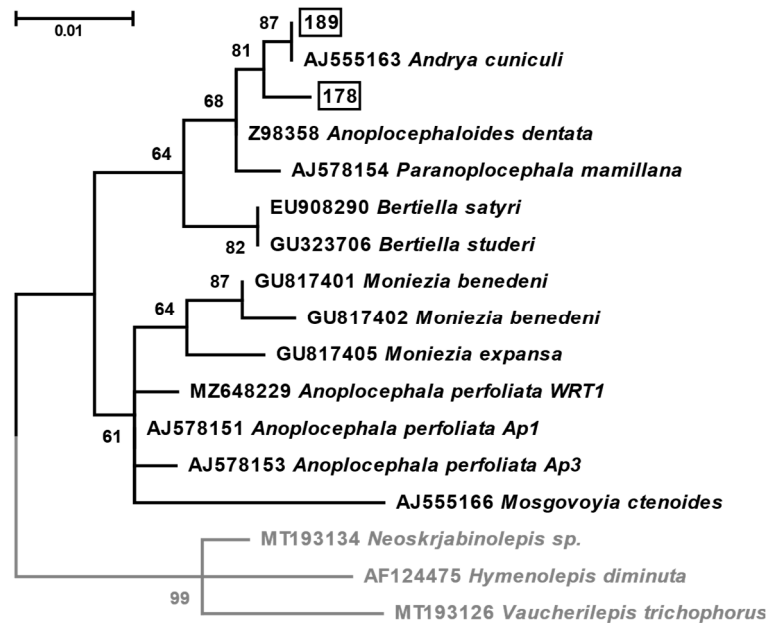 87
189
0.01
81
AJ555163 Andrya cuniculi
178
68
Z98358 Anoplocephaloides dentata
64
AJ578154 Paranoplocephala mamillana
EU908290 Bertiella satyri
82
GU323706 Bertiella studeri
87
GU817401 Moniezia benedeni
64
GU817402 Moniezia benedeni
GU817405 Moniezia expansa
MZ648229 Anoplocephala perfoliata WRT1
61
AJ578151 Anoplocephala perfoliata Ap1
AJ578153 Anoplocephala perfoliata Ap3
AJ555166 Mosgovoyia ctenoides
MT193134 Neoskrjabinolepis sp.
AF124475 Hymenolepis diminuta
99
MT193126 Vaucherilepis trichophorus